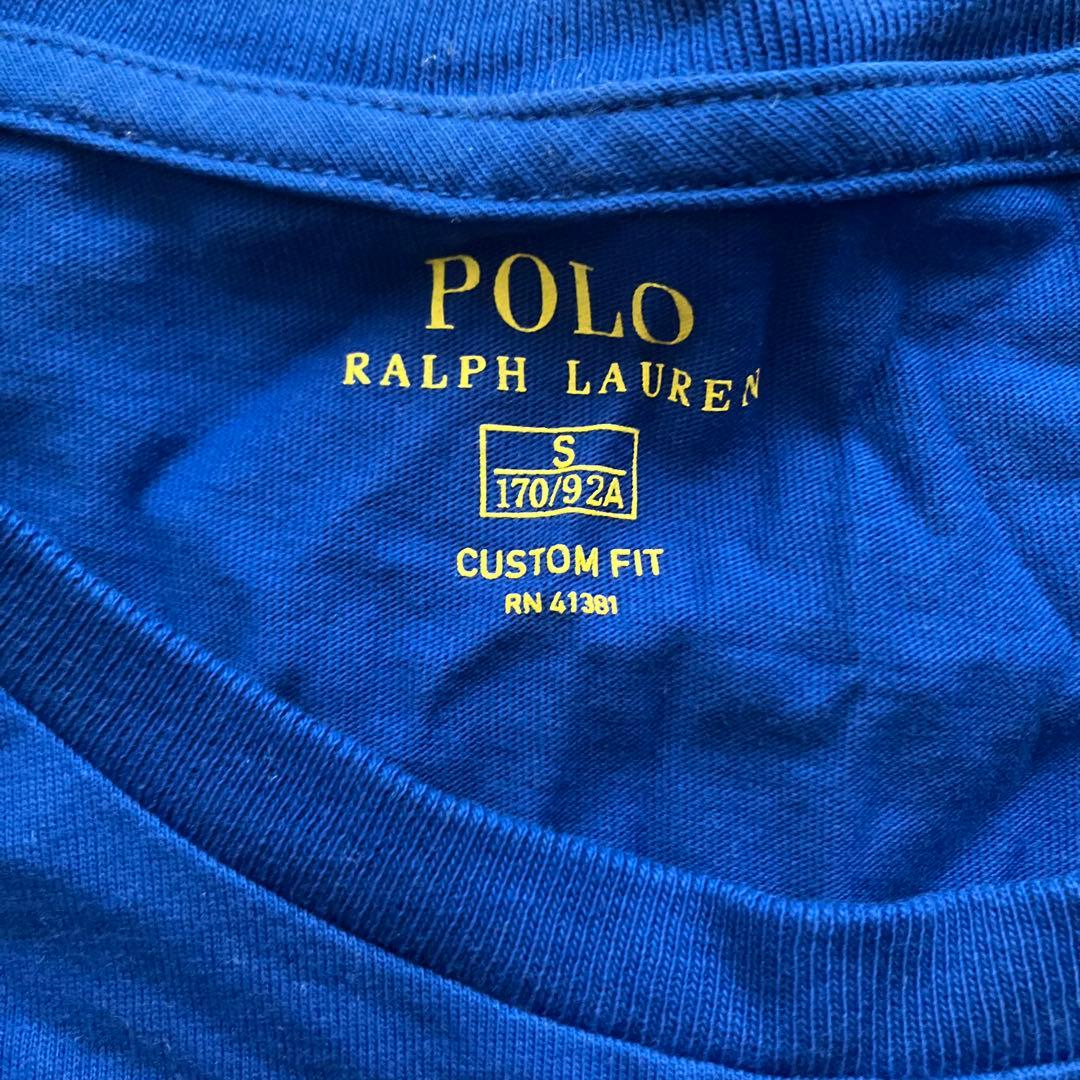 POLO
RALPH LAUREN
S
170/92A
CUSTOM FIT
RN 41381